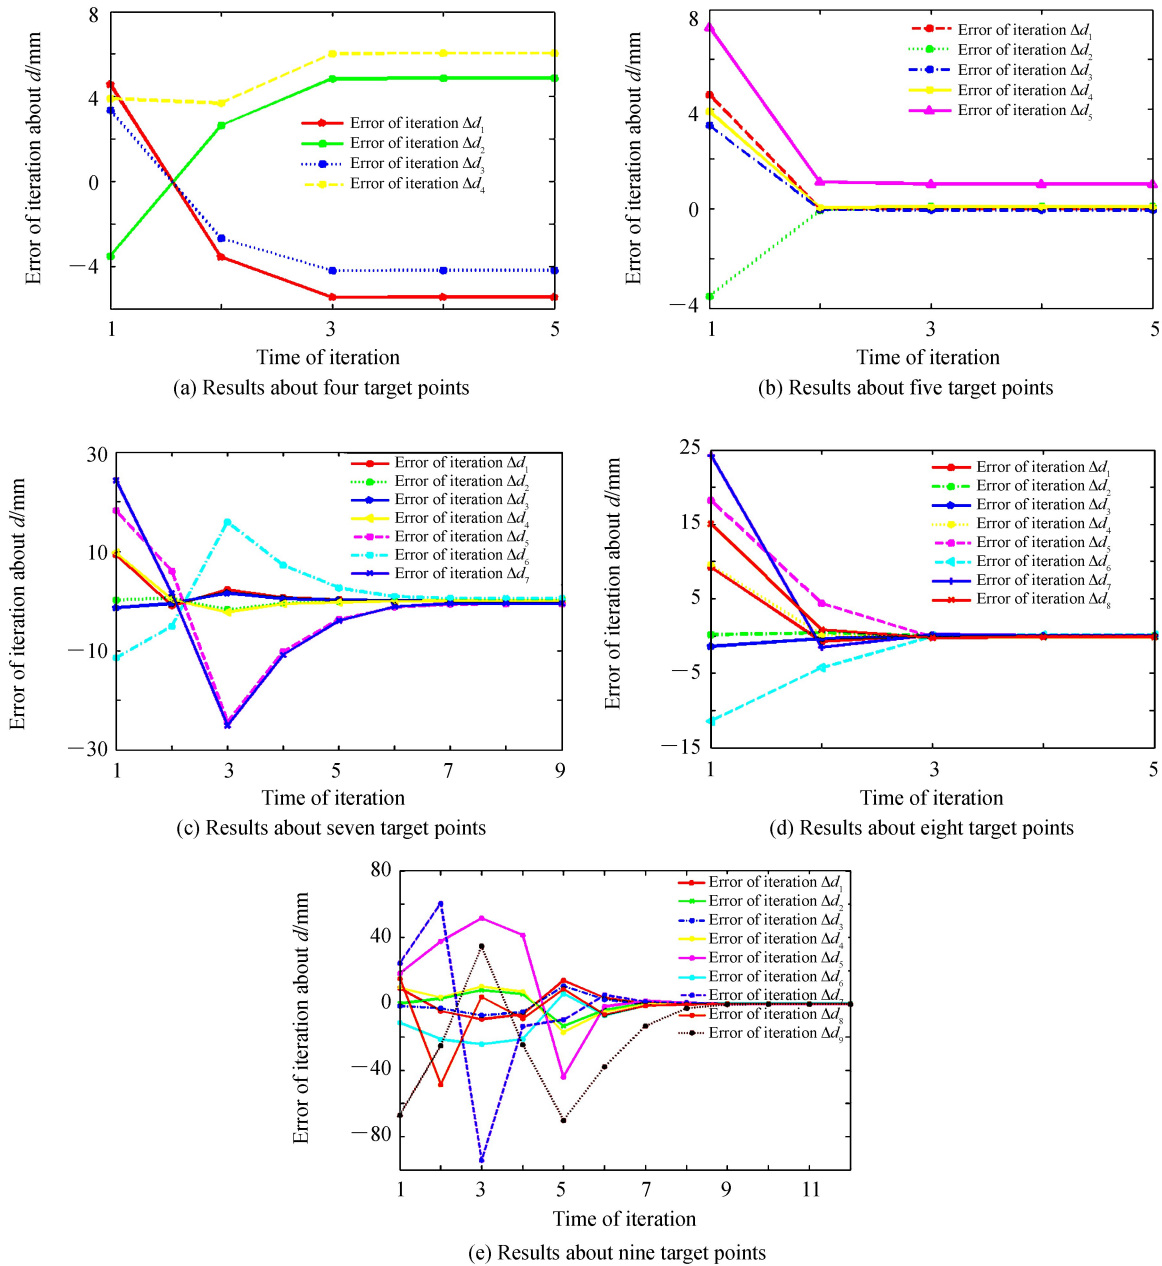 Error of iteration about d/mm
8
4
0
−4
Error of iteration Δd₁
Error of iteration Δd₂
Error of iteration Δd₃
Error of iteration Δd₄
1
3
5
Time of iteration
(a) Results about four target points
Error of iteration about d/mm
8
4
0
−4
Error of iteration Δd₁
Error of iteration Δd₂
Error of iteration Δd₃
Error of iteration Δd₄
Error of iteration Δd₅
1
3
5
Time of iteration
(b) Results about five target points
Error of iteration about d/mm
30
10
−10
−30
Error of iteration Δd₁
Error of iteration Δd₂
Error of iteration Δd₃
Error of iteration Δd₄
Error of iteration Δd₅
Error of iteration Δd₆
Error of iteration Δd₇
1
3
5
7
9
Time of iteration
(c) Results about seven target points
Error of iteration about d/mm
25
15
5
−5
−15
Error of iteration Δd₁
Error of iteration Δd₂
Error of iteration Δd₃
Error of iteration Δd₄
Error of iteration Δd₅
Error of iteration Δd₆
Error of iteration Δd₇
Error of iteration Δd₈
1
3
5
Time of iteration
(d) Results about eight target points
Error of iteration about d/mm
80
40
0
−40
−80
Error of iteration Δd₁
Error of iteration Δd₂
Error of iteration Δd₃
Error of iteration Δd₄
Error of iteration Δd₅
Error of iteration Δd₆
Error of iteration Δd₇
Error of iteration Δd₈
Error of iteration Δd₉
1
3
5
7
9
11
Time of iteration
(e) Results about nine target points